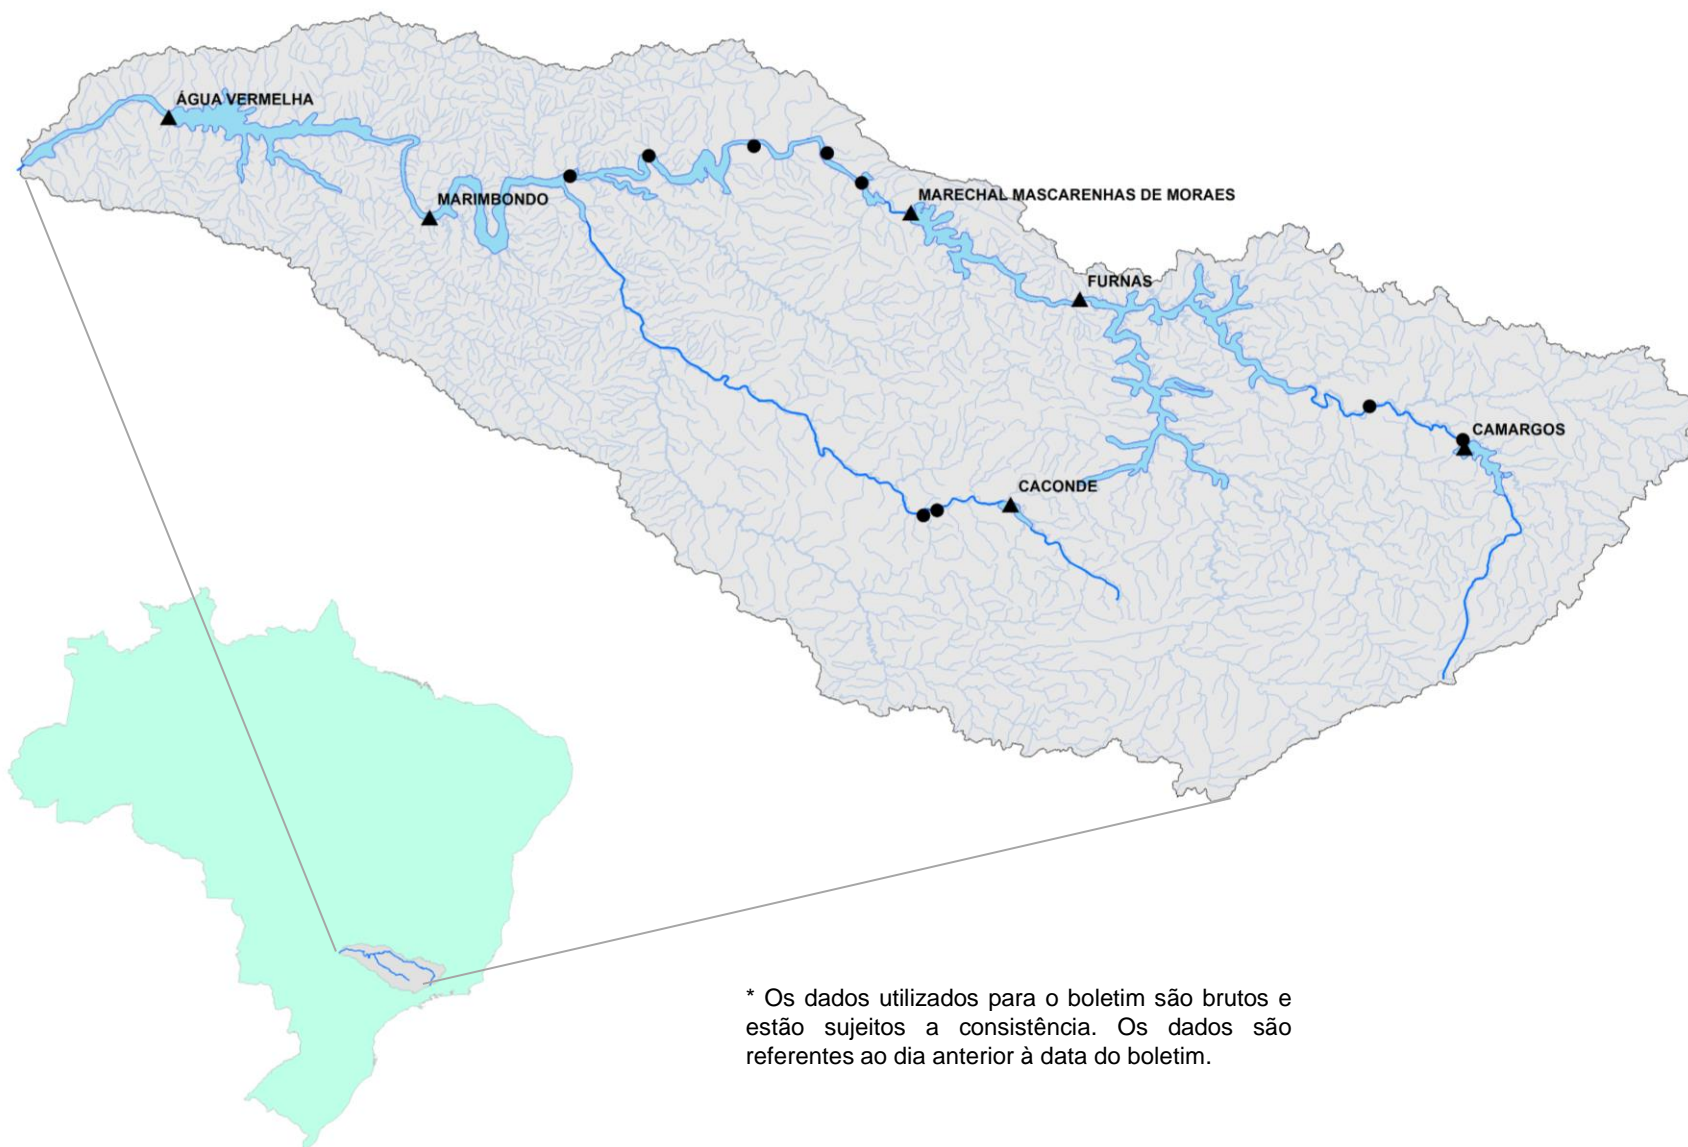 ÁGUA VERMELHA
MARIMBONDO
MARECHAL MASCARENHAS DE MORAES
FURNAS
CAMARGOS
CACONDE
* Os dados utilizados para o boletim são brutos e
estão sujeitos a consistência. Os dados são
referentes ao dia anterior à data do boletim.